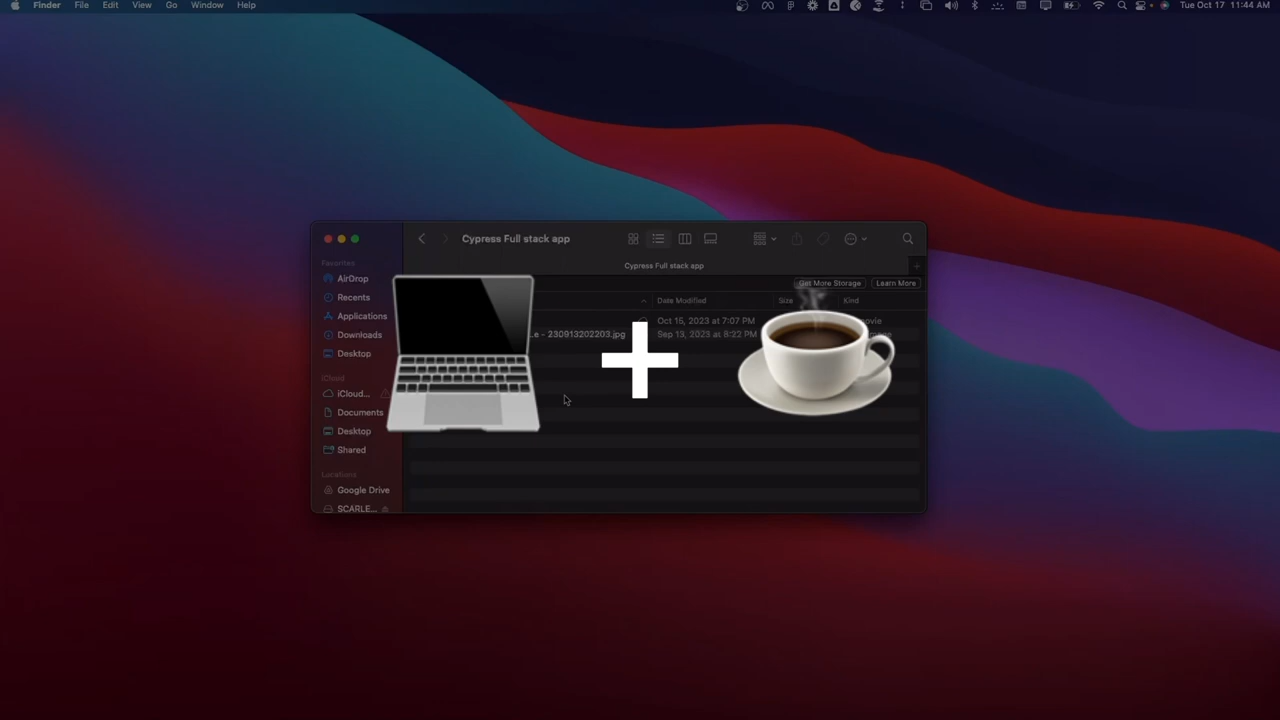 Finder File Edit View Go Window Help Tue Oct 17 11:44 AM
Cypress Full stack app
Favorites
Cypress Full stack app
AirDrop
Get More Storage Learn More
Recents
Date Modified Size Kind
Applications
Oct 15, 2023 at 7:07 PM
Downloads
- 230913202203.jpg Sep 13, 2023 at 8:22 PM
Desktop
iCloud
iCloud...
Documents
Desktop
Shared
Locations
Google Drive
SCARLE...